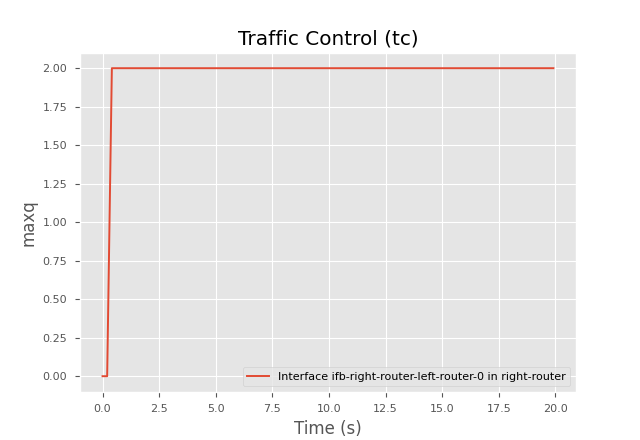 Traffic Control (tc)
2.00
1.75
1.50
1.25
1.00
0.75
0.50
0.25
0.00
maxq
Interface ifb-right-router-left-router-0 in right-router
0.0 2.5 5.0 7.5 10.0 12.5 15.0 17.5 20.0
Time (s)